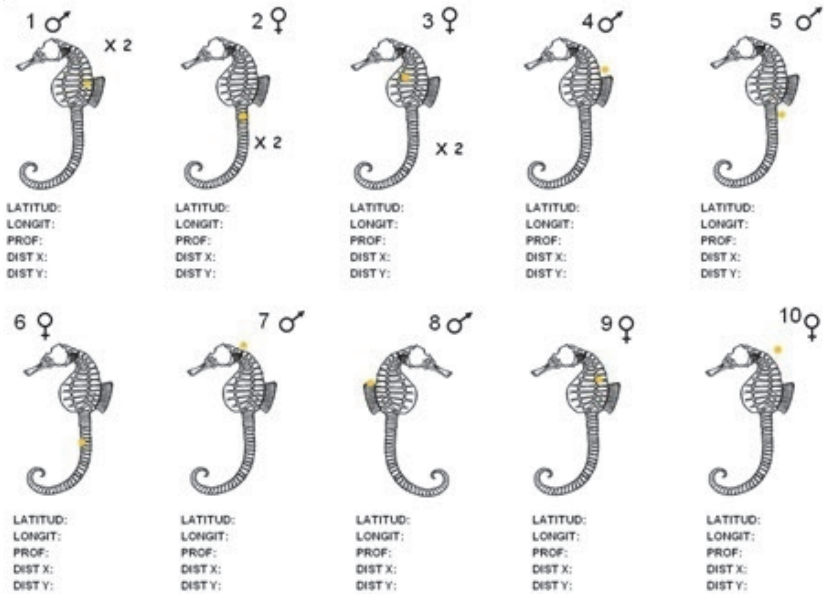 1 ♂ X 2
LATITUD:
LONGIT:
PROF:
DIST X:
DIST Y:
2 ♀
X 2
LATITUD:
LONGIT:
PROF:
DIST X:
DIST Y:
3 ♀
X 2
LATITUD:
LONGIT:
PROF:
DIST X:
DIST Y:
4 ♂
LATITUD:
LONGIT:
PROF:
DIST X:
DIST Y:
5 ♂
LATITUD:
LONGIT:
PROF:
DIST X:
DIST Y:
6 ♀
LATITUD:
LONGIT:
PROF:
DIST X:
DIST Y:
7 ♂
LATITUD:
LONGIT:
PROF:
DIST X:
DIST Y:
8 ♂
LATITUD:
LONGIT:
PROF:
DIST X:
DIST Y:
9 ♀
LATITUD:
LONGIT:
PROF:
DIST X:
DIST Y:
10 ♀
LATITUD:
LONGIT:
PROF:
DIST X:
DIST Y: